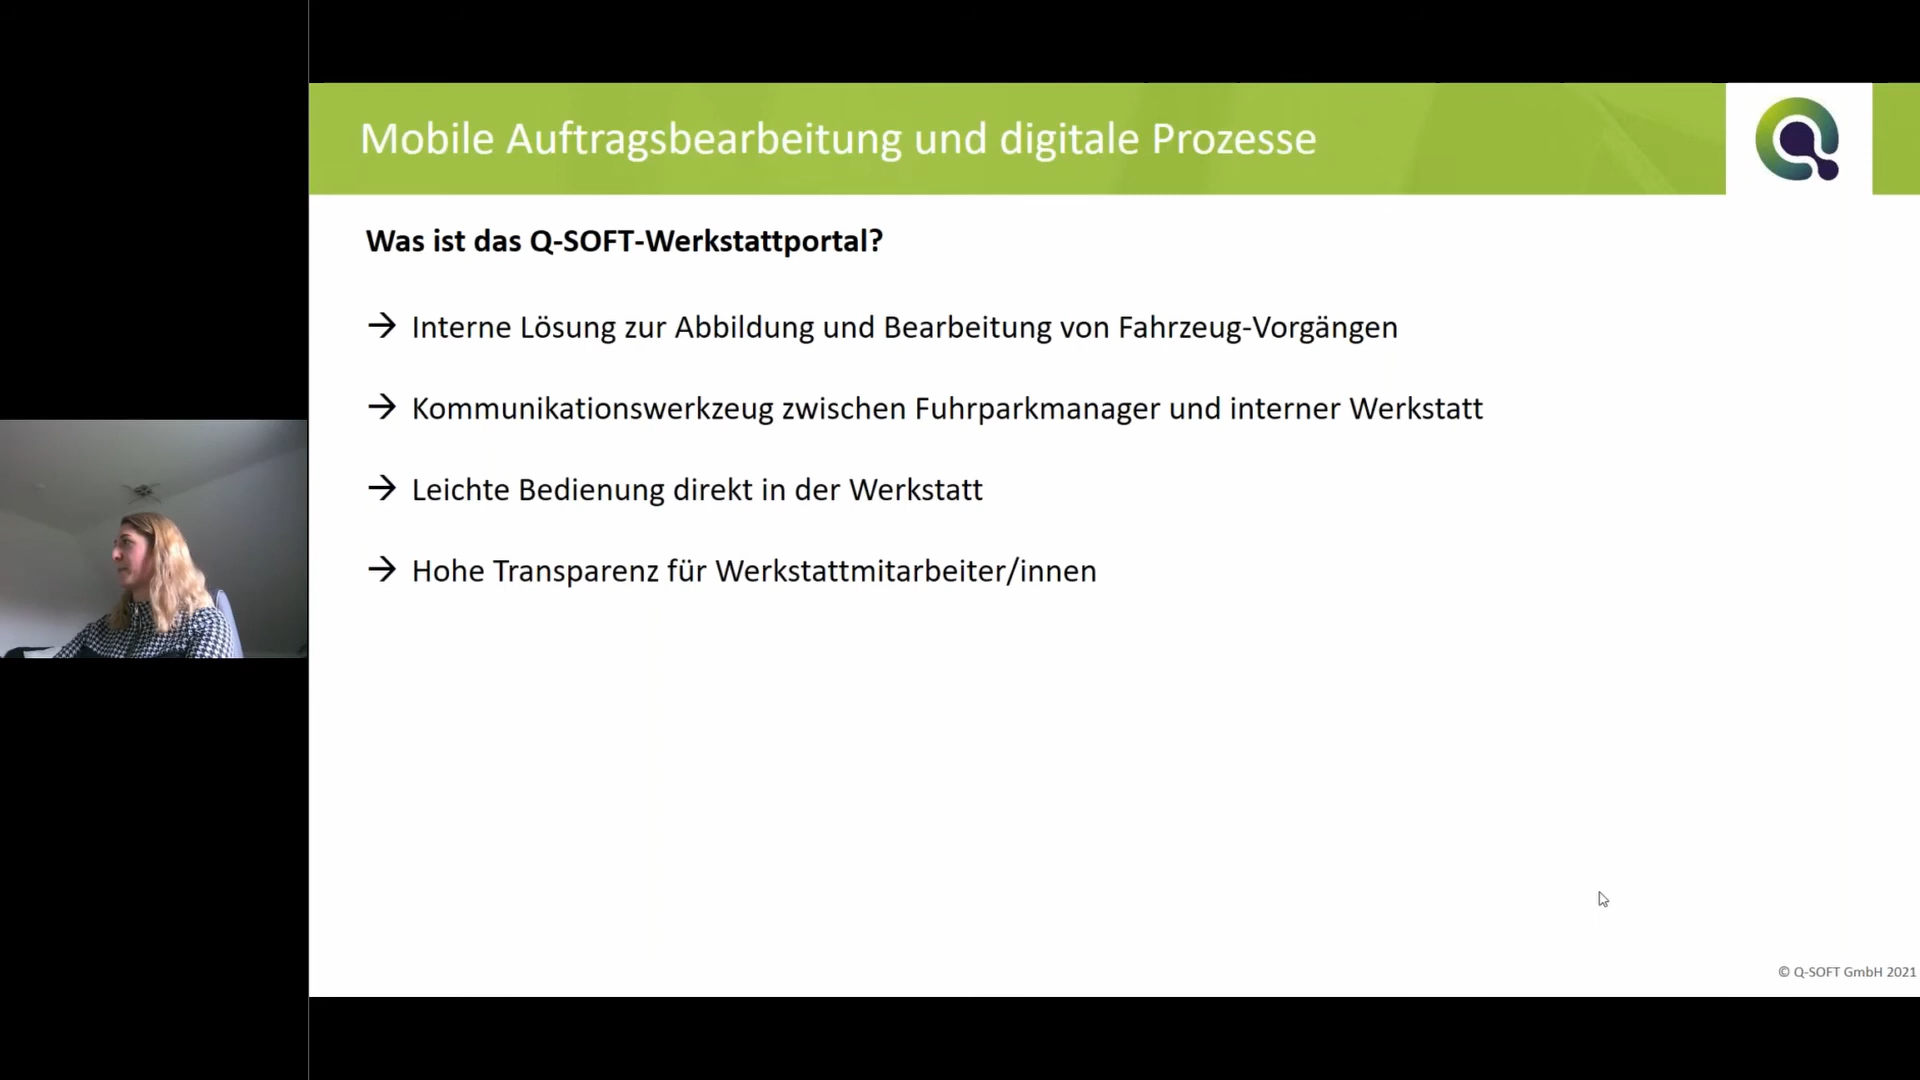 Mobile Auftragsbearbeitung und digitale Prozesse
Was ist das Q-SOFT-Werkstattportal?
→ Interne Lösung zur Abbildung und Bearbeitung von Fahrzeug-Vorgängen
→ Kommunikationswerkzeug zwischen Fuhrparkmanager und interner Werkstatt
→ Leichte Bedienung direkt in der Werkstatt
→ Hohe Transparenz für Werkstattmitarbeiter/innen
© Q-SOFT GmbH 2021